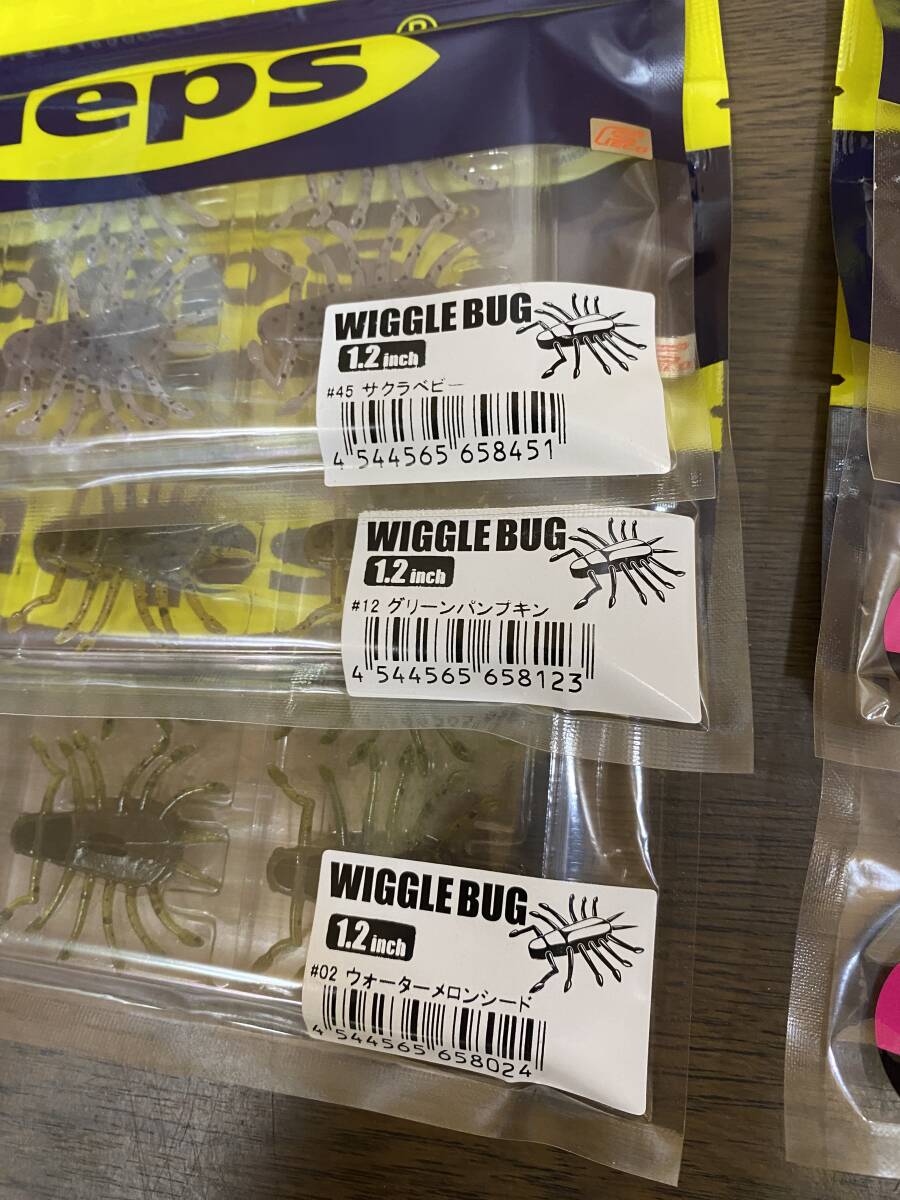 deps®
WIGGLE BUG
1.2 inch
#45 サクラベビー
4 544565 658451
WIGGLE BUG
1.2 inch
#12 グリーンパンプキン
4 544565 658123
WIGGLE BUG
1.2 inch
#02 ウォーターメロンシード
4 544565 658024